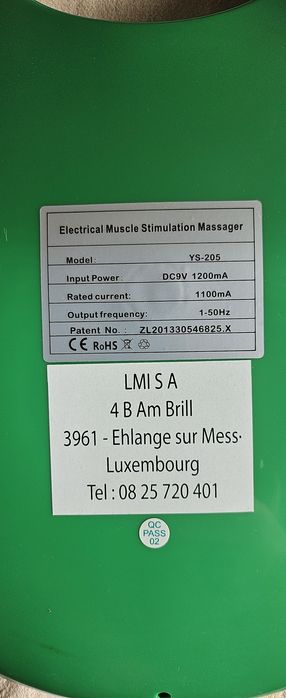 Electrical Muscle Stimulation Massager
Model: YS-205
Input Power: DC9V 1200mA
Rated current: 1100mA
Output frequency: 1-50Hz
Patent No. : ZL201330546825.X
CE RoHS
LMI S A
4 B Am Brill
3961 - Ehlange sur Mess-
Luxembourg
Tel : 08 25 720 401
QC
PASS
02